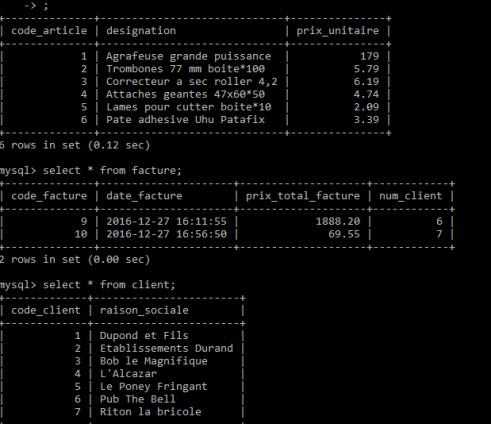 -> ;
+--------------+------------------------------+---------------+
| code_article | designation                  | prix_unitaire |
+--------------+------------------------------+---------------+
|            1 | Agrafeuse grande puissance   |           179 |
|            2 | Trombones 77 mm boite*100    |          5.79 |
|            3 | Correcteur a sec roller 4,2  |          6.19 |
|            4 | Attaches geantes 47x60*50    |          4.74 |
|            5 | Lames pour cutter boite*10   |          2.09 |
|            6 | Pate adhesive Uhu Patafix    |          3.39 |
+--------------+------------------------------+---------------+
6 rows in set (0.12 sec)
mysql> select * from facture;
+--------------+---------------------+--------------------+------------+
| code_facture | date_facture        | prix_total_facture | num_client |
+--------------+---------------------+--------------------+------------+
|            9 | 2016-12-27 16:11:55 |            1888.20 |          6 |
|           10 | 2016-12-27 16:56:50 |              69.55 |          7 |
+--------------+---------------------+--------------------+------------+
2 rows in set (0.00 sec)
mysql> select * from client;
+-------------+-----------------------+
| code_client | raison_sociale        |
+-------------+-----------------------+
|           1 | Dupond et Fils        |
|           2 | Etablissements Durand |
|           3 | Bob le Magnifique     |
|           4 | L'Alcazar             |
|           5 | Le Poney Fringant     |
|           6 | Pub The Bell          |
|           7 | Riton la bricole      |